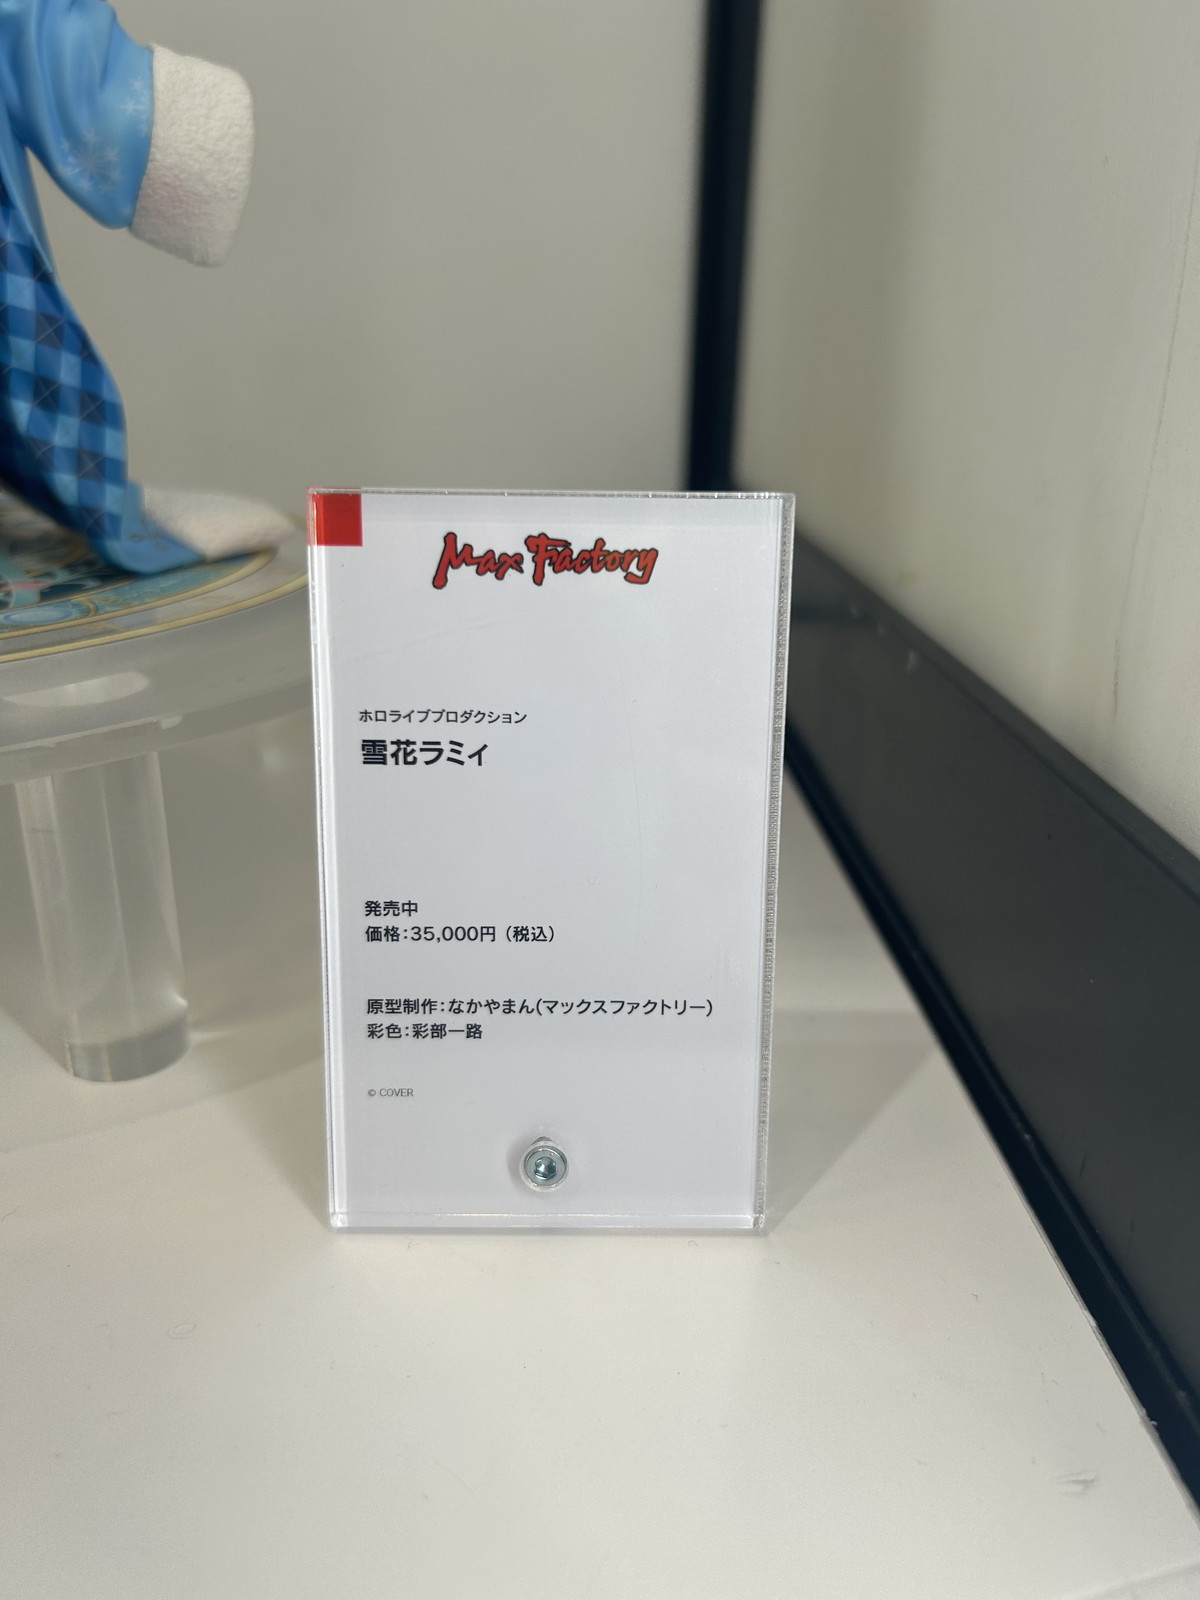 Max Factory
ホロライブプロダクション
雪花ラミィ
発売中
価格：35,000円（税込）
原型制作：なかやまん(マックスファクトリー)
彩色：彩部一路
© COVER